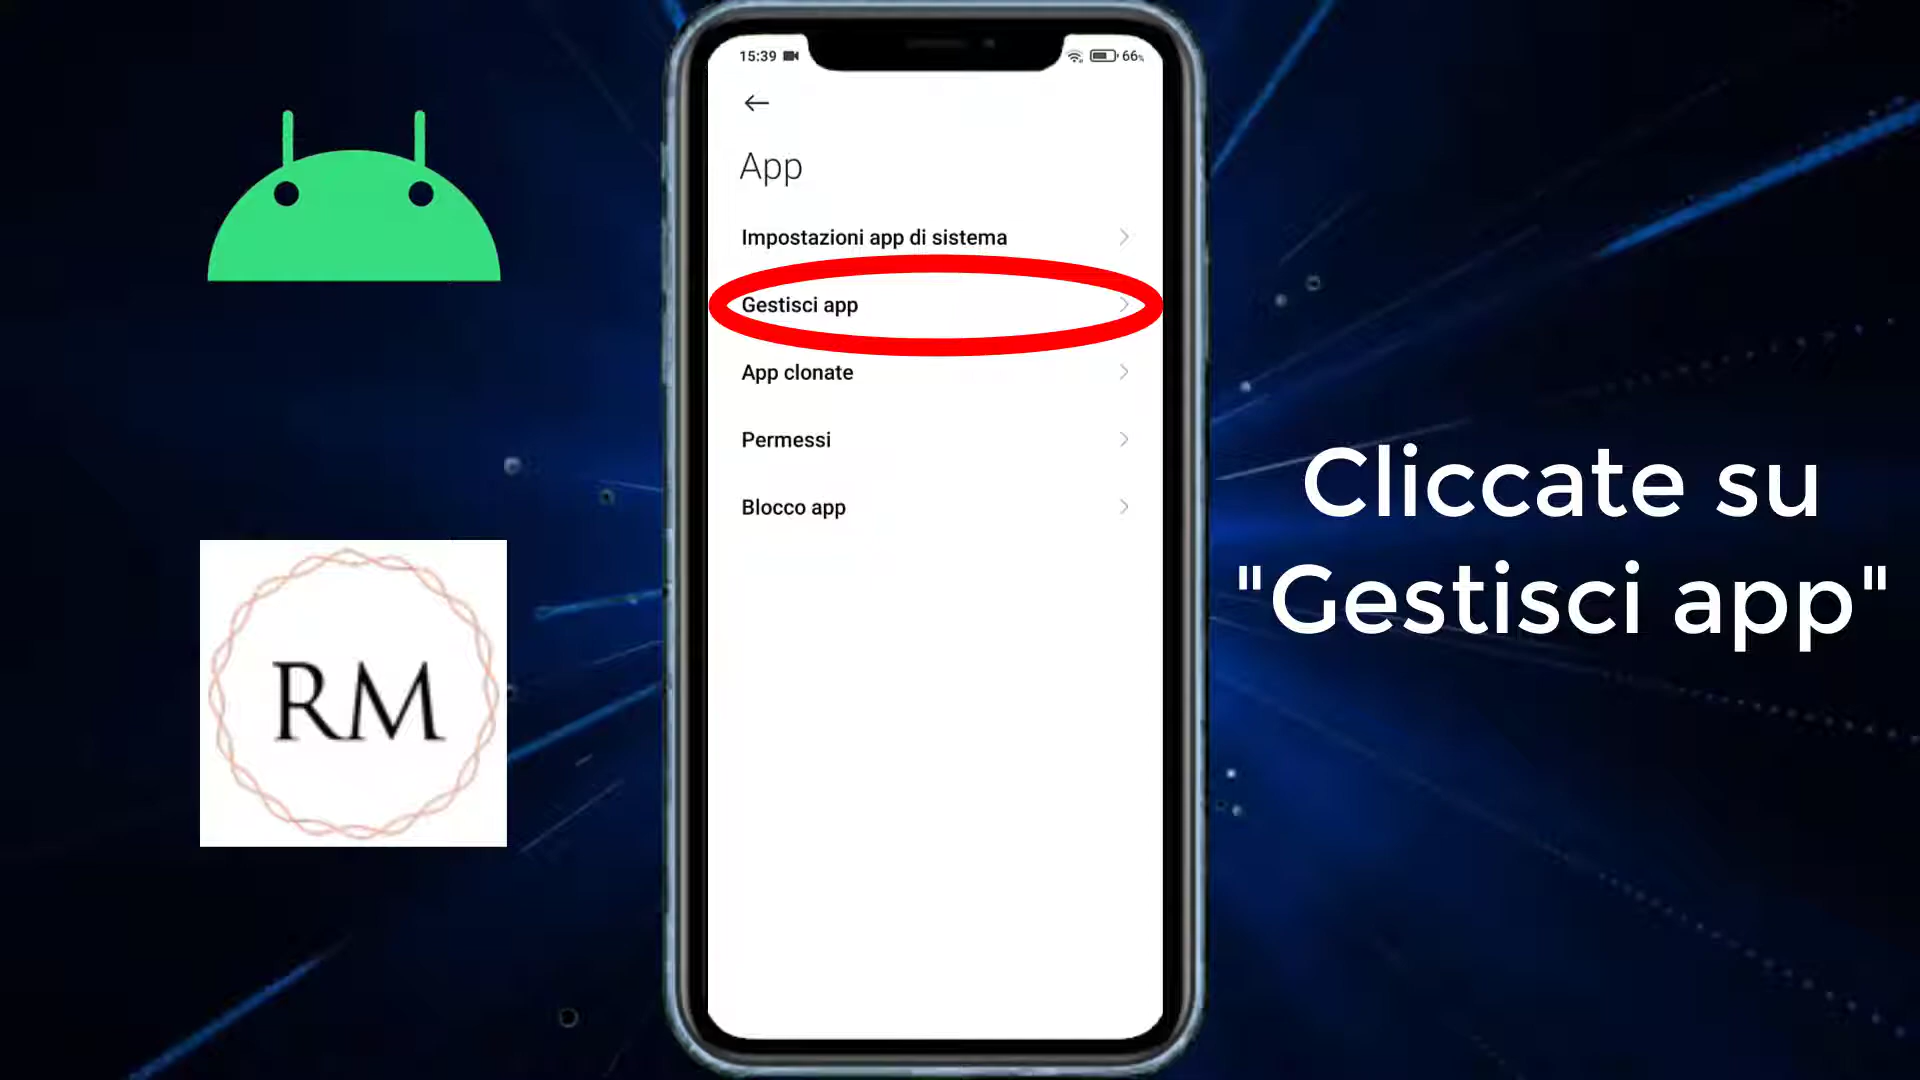 15:39
66%
App
Impostazioni app di sistema
Gestisci app
App clonate
Permessi
Blocco app
RM
Cliccate su
"Gestisci app"